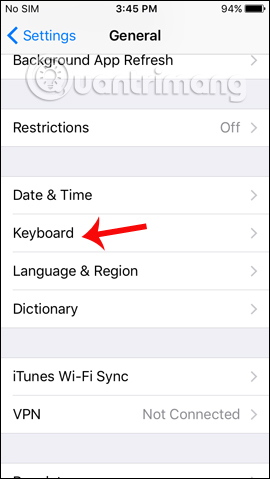 No SIM 3:45 PM 94%
Settings General
Background App Refresh
Quantrimang
Restrictions Off
Date & Time
Keyboard
Language & Region
Dictionary
iTunes Wi-Fi Sync
VPN Not Connected